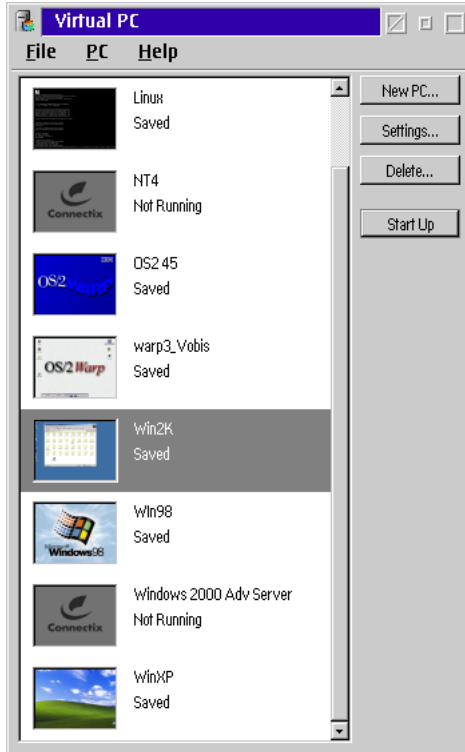 Virtual PC
File PC Help
New PC...
Settings...
Delete...
Start Up
Linux
Saved
Connectix
NT4
Not Running
IBM
OS/2 WARP
OS2 45
Saved
OS/2 Warp
warp3_Vobis
Saved
Win2K
Saved
Windows98
WIn98
Saved
Connectix
Windows 2000 Adv Server
Not Running
WinXP
Saved